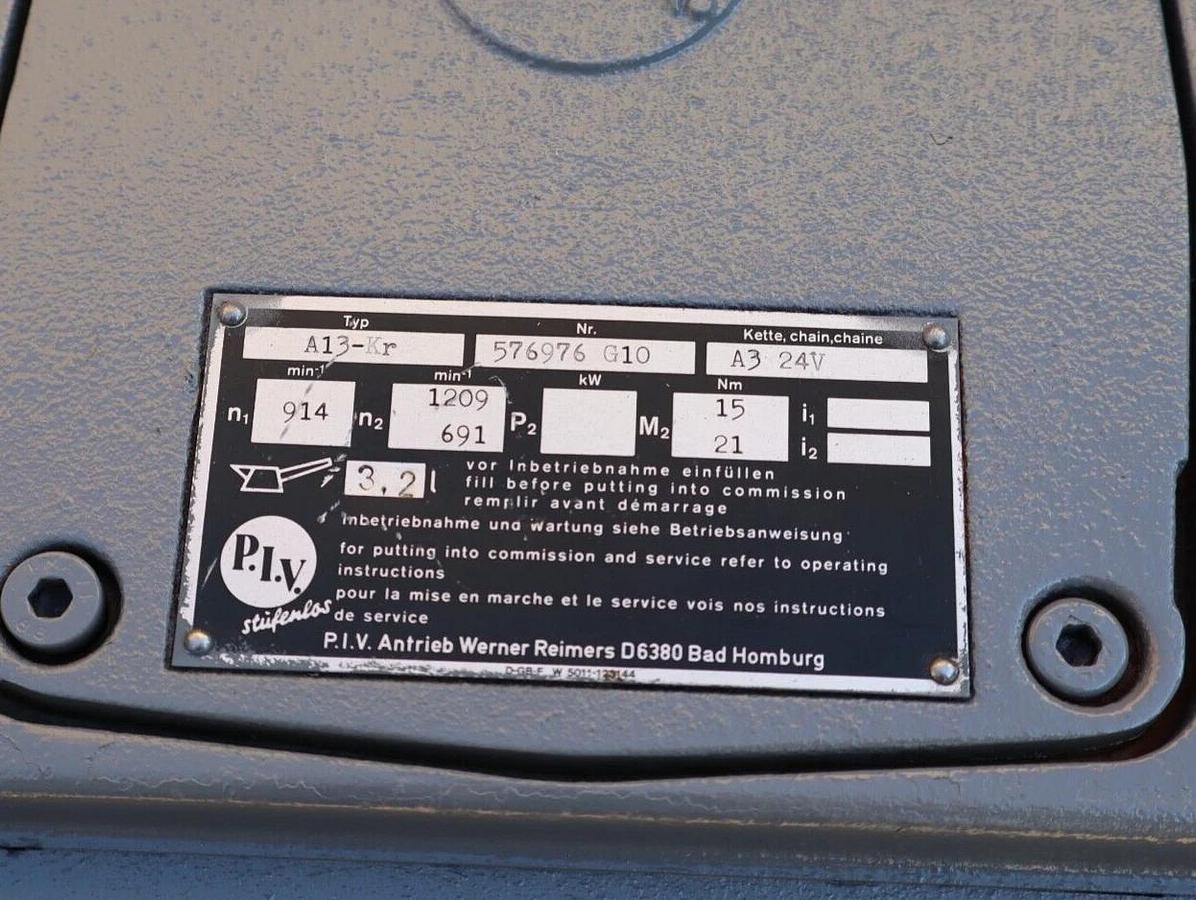 Typ Nr. Kette, chain,chaine
A13-Kr 576976 G10 A3 24V
min-1 min-1 kW Nm
n1 914 n2 1209 P2 M2 15 i1
691 21 i2
3,2 l
vor Inbetriebnahme einfüllen
fill before putting into commission
remplir avant démarrage
Inbetriebnahme und Wartung siehe Betriebsanweisung
for putting into commission and service refer to operating
instructions
pour la mise en marche et le service vois nos instructions
de service
P.I.V.
stufenlos
P.I.V. Antrieb Werner Reimers D6380 Bad Homburg
D-GB-F W 5011-123144